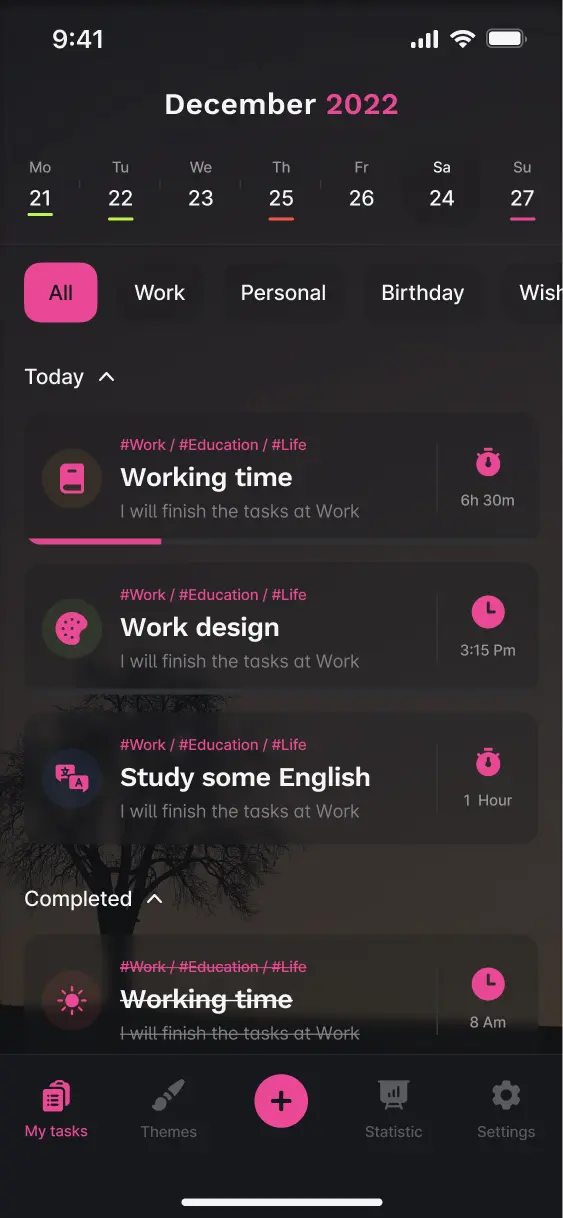 9:41
December 2022
Mo Tu We Th Fr Sa Su
21 22 23 25 26 24 27
All Work Personal Birthday Wish
Today
#Work / #Education / #Life
Working time
I will finish the tasks at Work
6h 30m
#Work / #Education / #Life
Work design
I will finish the tasks at Work
3:15 Pm
#Work / #Education / #Life
Study some English
I will finish the tasks at Work
1 Hour
Completed
#Work / #Education / #Life
Working time
I will finish the tasks at Work
8 Am
My tasks Themes Statistic Settings